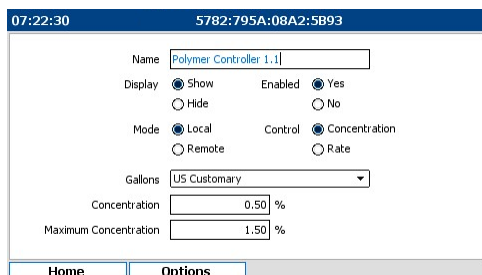 07:22:30 5782:795A:08A2:5B93
Name Polymer Controller 1.1
Display Show Enabled Yes
Hide No
Mode Local Control Concentration
Remote Rate
Gallons US Customary
Concentration 0.50 %
Maximum Concentration 1.50 %
Home Options